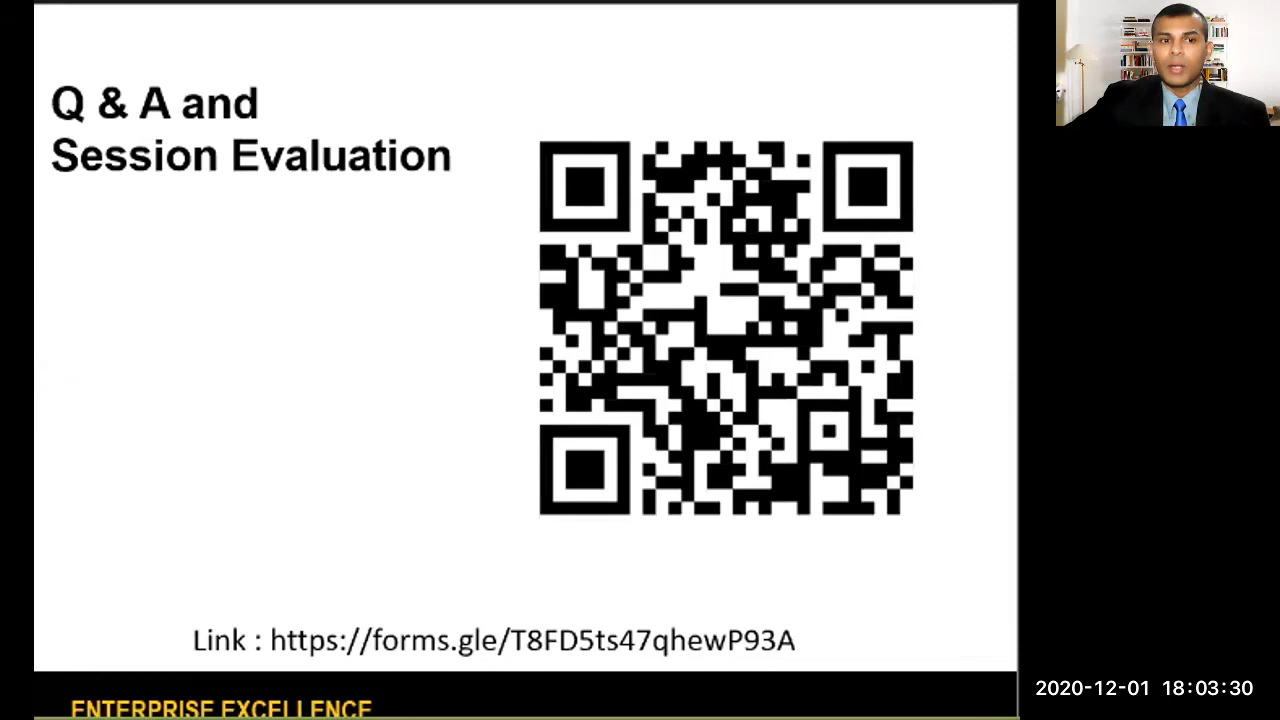 Q & A and
Session Evaluation
Link : https://forms.gle/T8FD5ts47qhewP93A
ENTERPRISE EXCELLENCE
2020-12-01 18:03:30